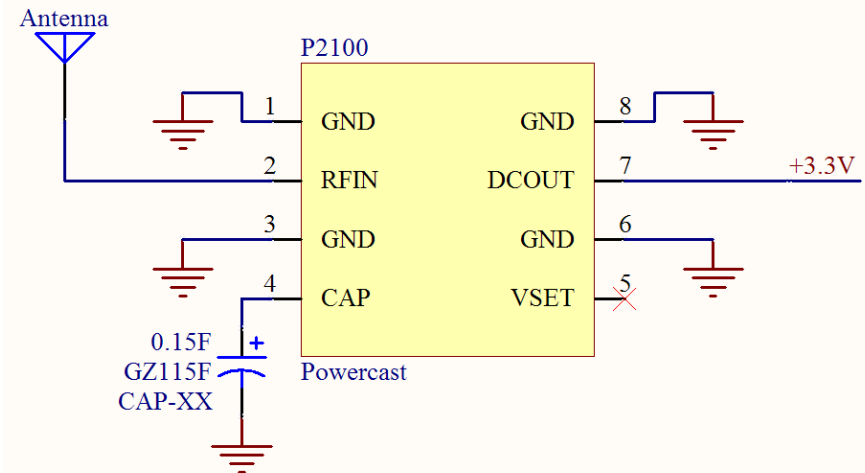 Antenna
P2100
1 GND GND 8
2 RFIN DCOUT 7 +3.3V
3 GND GND 6
4 CAP VSET 5
0.15F
GZ115F
CAP-XX
Powercast